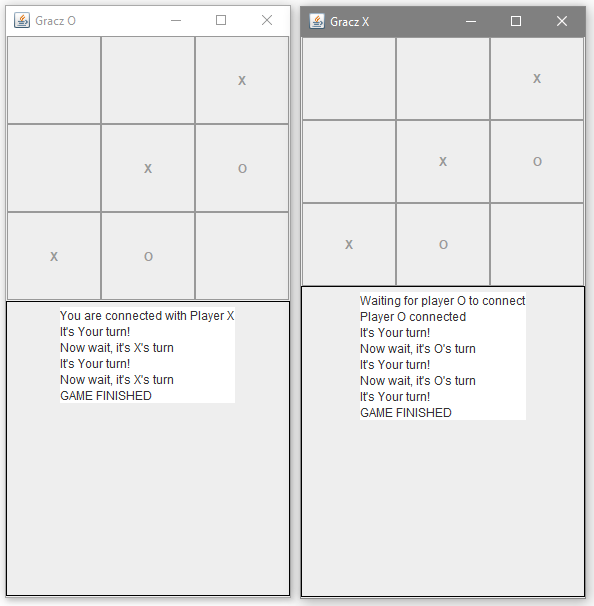 Gracz O
X
X
O
X
O
You are connected with Player X
It's Your turn!
Now wait, it's X's turn
It's Your turn!
Now wait, it's X's turn
GAME FINISHED
Gracz X
X
X
O
X
O
Waiting for player O to connect
Player O connected
It's Your turn!
Now wait, it's O's turn
It's Your turn!
Now wait, it's O's turn
It's Your turn!
GAME FINISHED